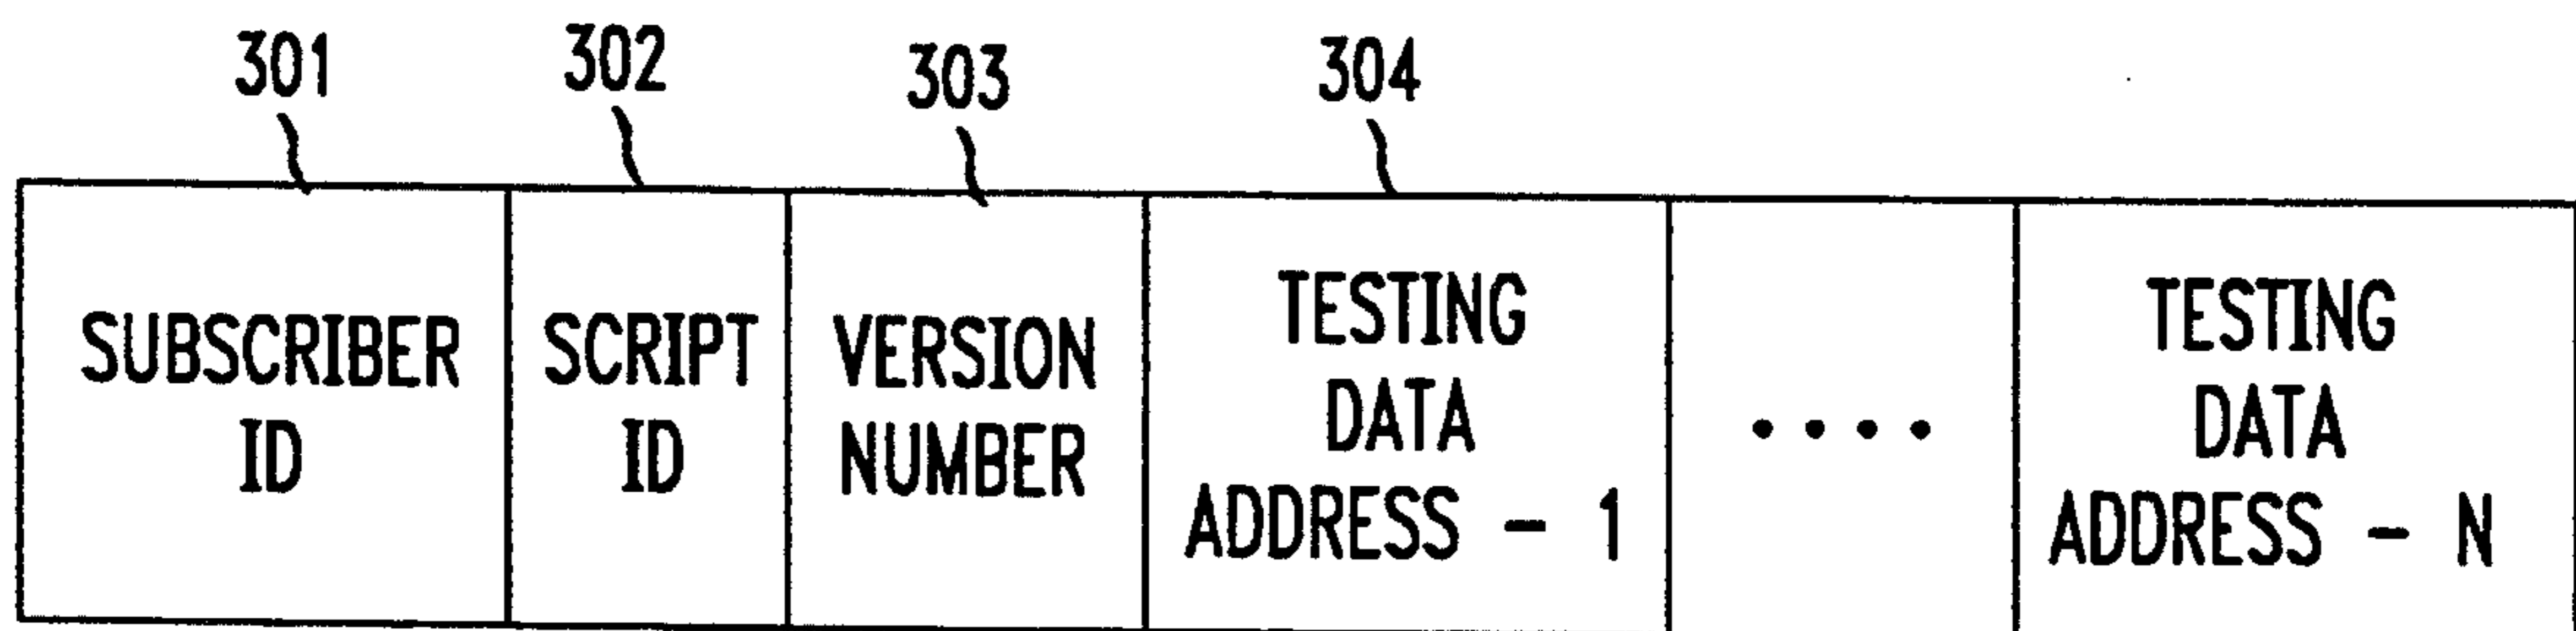 301 302 303 304
SUBSCRIBER
ID
SCRIPT
ID
VERSION
NUMBER
TESTING
DATA
ADDRESS - 1
....
TESTING
DATA
ADDRESS - N